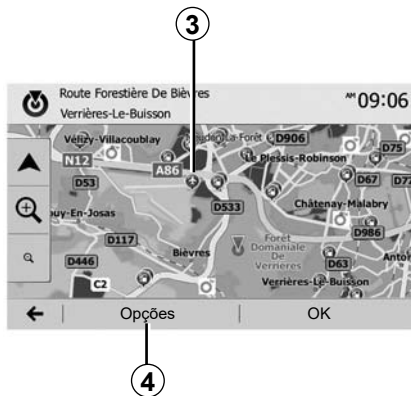 3
Route Forestière De Bièvres
Verrières-Le-Buisson
AM 09:06
Vélizy-Villacoublay
D906
D75
Le Plessis-Robinson
N12
A86
D53
D67
D533
Châtenay-Malabry
D986
D117
Bièvres
Forêt
Domaniale
De
Verrières
D446
D63
C2
Verrières-Le-Buisson
Opções
OK
4